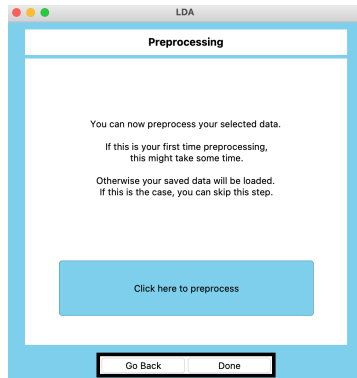 LDA
Preprocessing
You can now preprocess your selected data.
If this is your first time preprocessing,
this might take some time.
Otherwise your saved data will be loaded.
If this is the case, you can skip this step.
Click here to preprocess
Go Back
Done